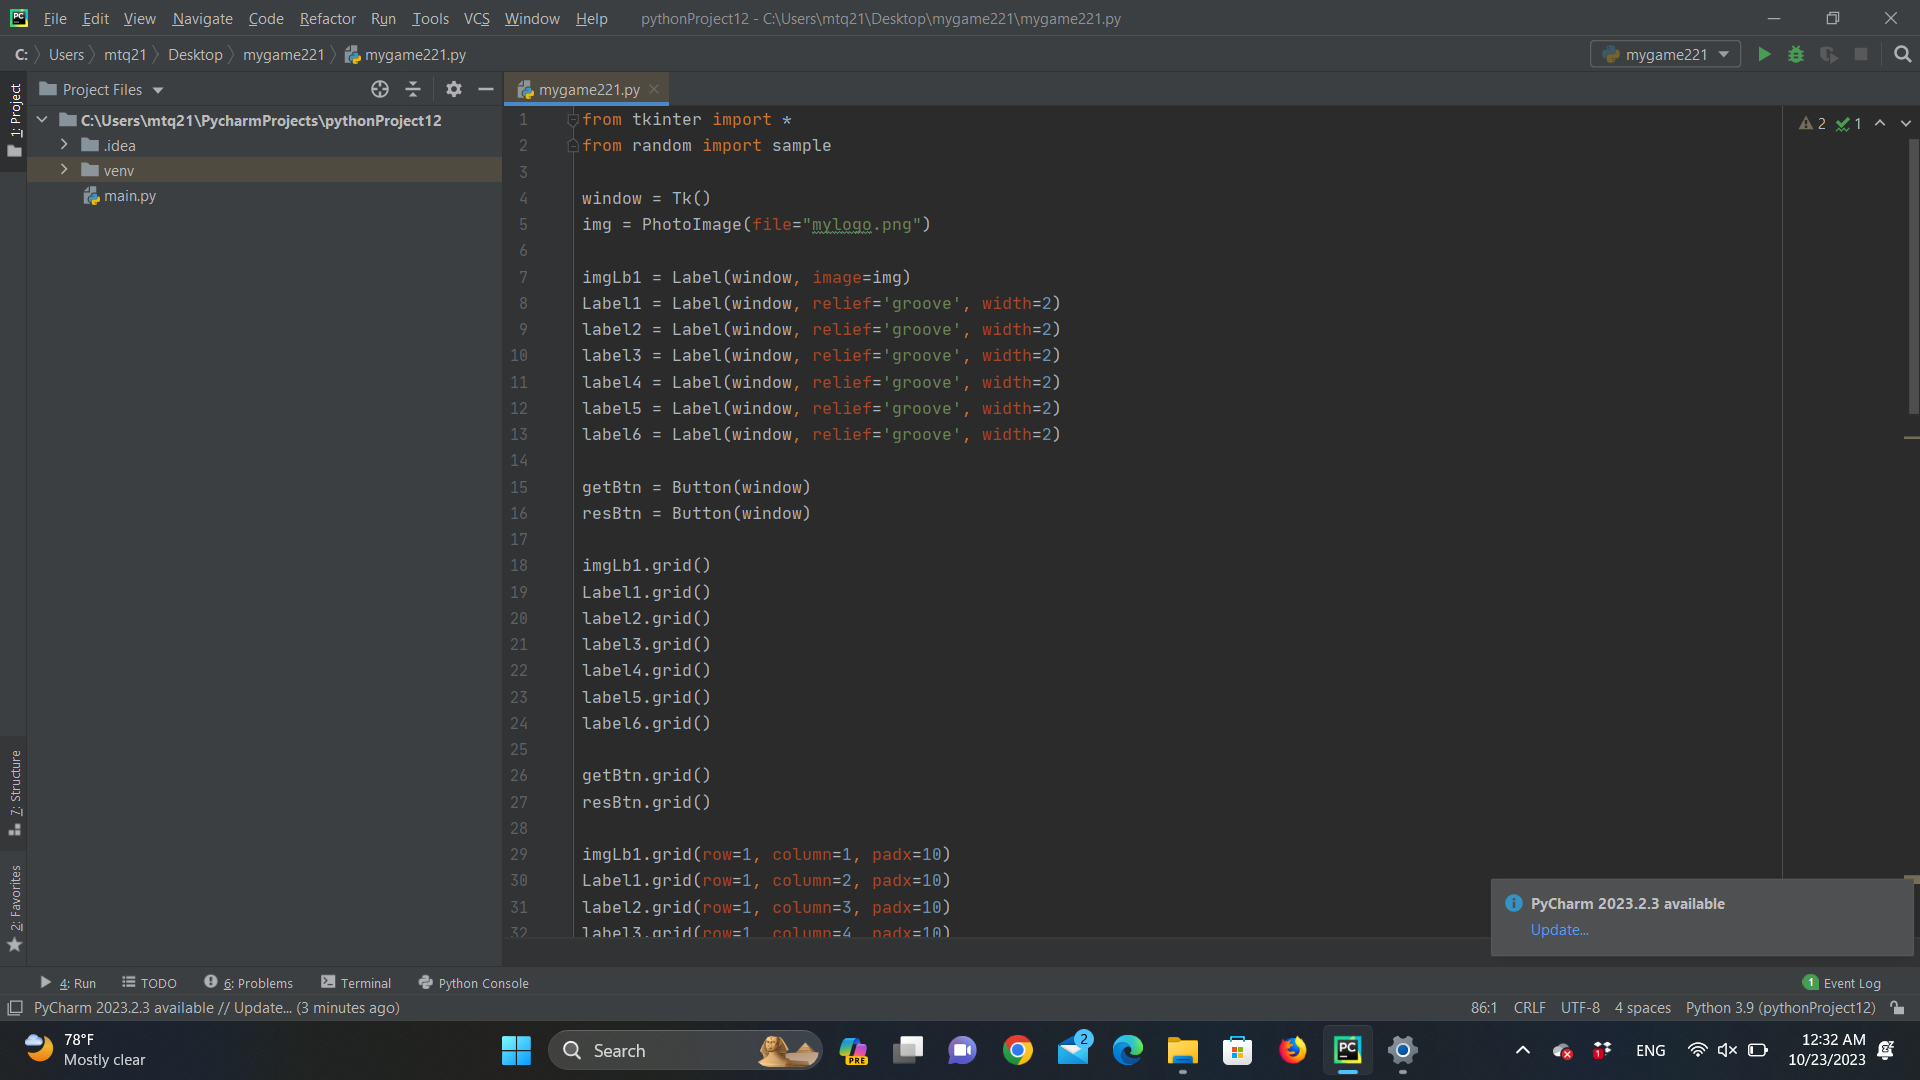 File Edit View Navigate Code Refactor Run Tools VCS Window Help pythonProject12 - C:\Users\mtq21\Desktop\mygame221\mygame221.py
C: Users mtq21 Desktop mygame221 mygame221.py mygame221
1: Project
Project Files
mygame221.py
C:\Users\mtq21\PycharmProjects\pythonProject12
.idea
venv
main.py
2 1
1 from tkinter import *
2 from random import sample
3
4 window = Tk()
5 img = PhotoImage(file="mylogo.png")
6
7 imgLb1 = Label(window, image=img)
8 Label1 = Label(window, relief='groove', width=2)
9 label2 = Label(window, relief='groove', width=2)
10 label3 = Label(window, relief='groove', width=2)
11 label4 = Label(window, relief='groove', width=2)
12 label5 = Label(window, relief='groove', width=2)
13 label6 = Label(window, relief='groove', width=2)
14
15 getBtn = Button(window)
16 resBtn = Button(window)
17
18 imgLb1.grid()
19 Label1.grid()
20 label2.grid()
21 label3.grid()
22 label4.grid()
23 label5.grid()
24 label6.grid()
25
26 getBtn.grid()
27 resBtn.grid()
28
29 imgLb1.grid(row=1, column=1, padx=10)
30 Label1.grid(row=1, column=2, padx=10)
31 label2.grid(row=1, column=3, padx=10)
32 label3.grid(row=1, column=4, padx=10)
7: Structure
2: Favorites
PyCharm 2023.2.3 available
Update...
4: Run TODO 6: Problems Terminal Python Console 1 Event Log
PyCharm 2023.2.3 available // Update... (3 minutes ago) 86:1 CRLF UTF-8 4 spaces Python 3.9 (pythonProject12)
78°F
Mostly clear
Search
PRE
2
PC
1
ENG
12:32 AM
10/23/2023